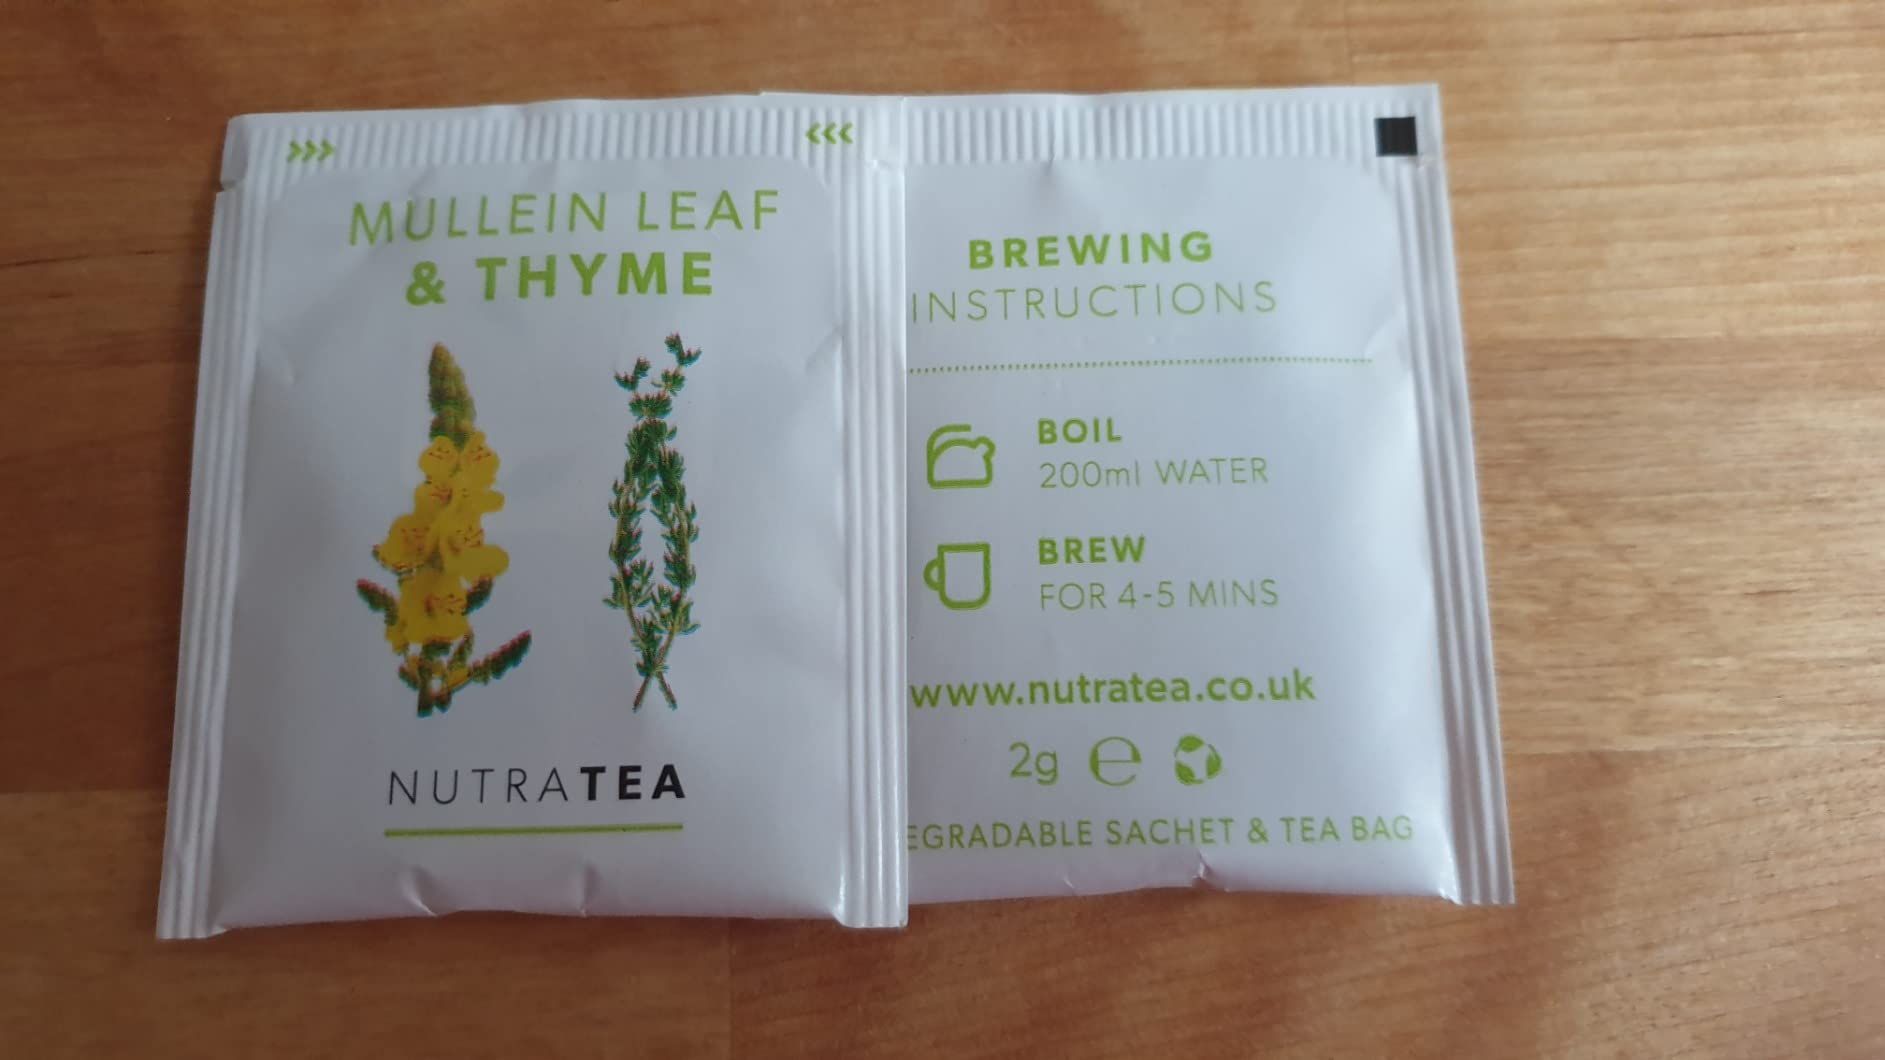 >>> <<<
MULLEIN LEAF
& THYME
NUTRATEA
BREWING
INSTRUCTIONS
BOIL
200ml WATER
BREW
FOR 4-5 MINS
www.nutratea.co.uk
2g ℮
EGRADABLE SACHET & TEA BAG